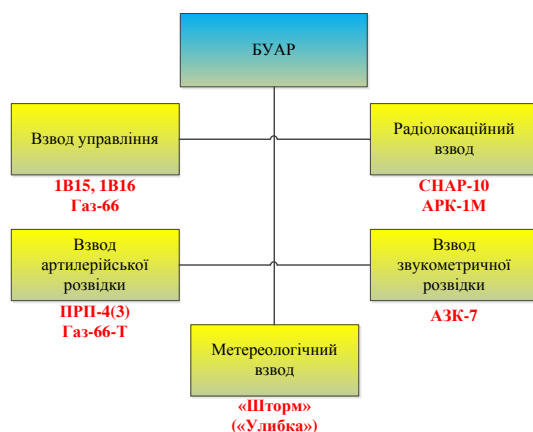 БУАР
Взвод управління
1В15, 1В16
Газ-66
Радіолокаційний
взвод
СНАР-10
АРК-1М
Взвод
артилерійської
розвідки
ПРП-4(3)
Газ-66-Т
Взвод
звукометричної
розвідки
АЗК-7
Метереологічний
взвод
«Шторм»
(«Улибка»)